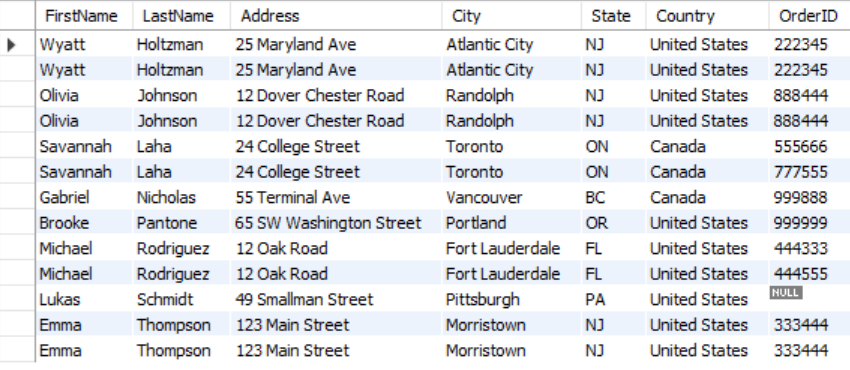 FirstName LastName Address City State Country OrderID
Wyatt Holtzman 25 Maryland Ave Atlantic City NJ United States 222345
Wyatt Holtzman 25 Maryland Ave Atlantic City NJ United States 222345
Olivia Johnson 12 Dover Chester Road Randolph NJ United States 888444
Olivia Johnson 12 Dover Chester Road Randolph NJ United States 888444
Savannah Laha 24 College Street Toronto ON Canada 555666
Savannah Laha 24 College Street Toronto ON Canada 777555
Gabriel Nicholas 55 Terminal Ave Vancouver BC Canada 999888
Brooke Pantone 65 SW Washington Street Portland OR United States 999999
Michael Rodriguez 12 Oak Road Fort Lauderdale FL United States 444333
Michael Rodriguez 12 Oak Road Fort Lauderdale FL United States 444555
Lukas Schmidt 49 Smallman Street Pittsburgh PA United States NULL
Emma Thompson 123 Main Street Morristown NJ United States 333444
Emma Thompson 123 Main Street Morristown NJ United States 333444